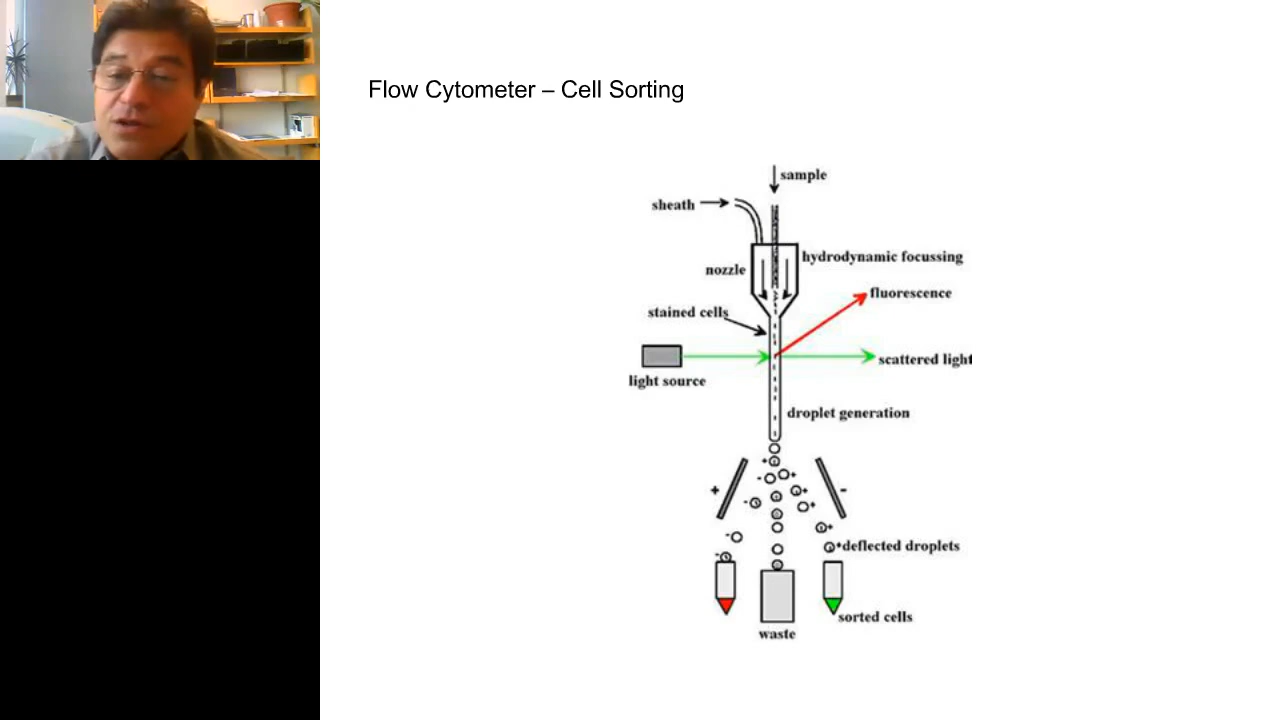 Flow Cytometer – Cell Sorting
sample
sheath
hydrodynamic focussing
nozzle
fluorescence
stained cells
scattered light
light source
droplet generation
+
-
deflected droplets
sorted cells
waste